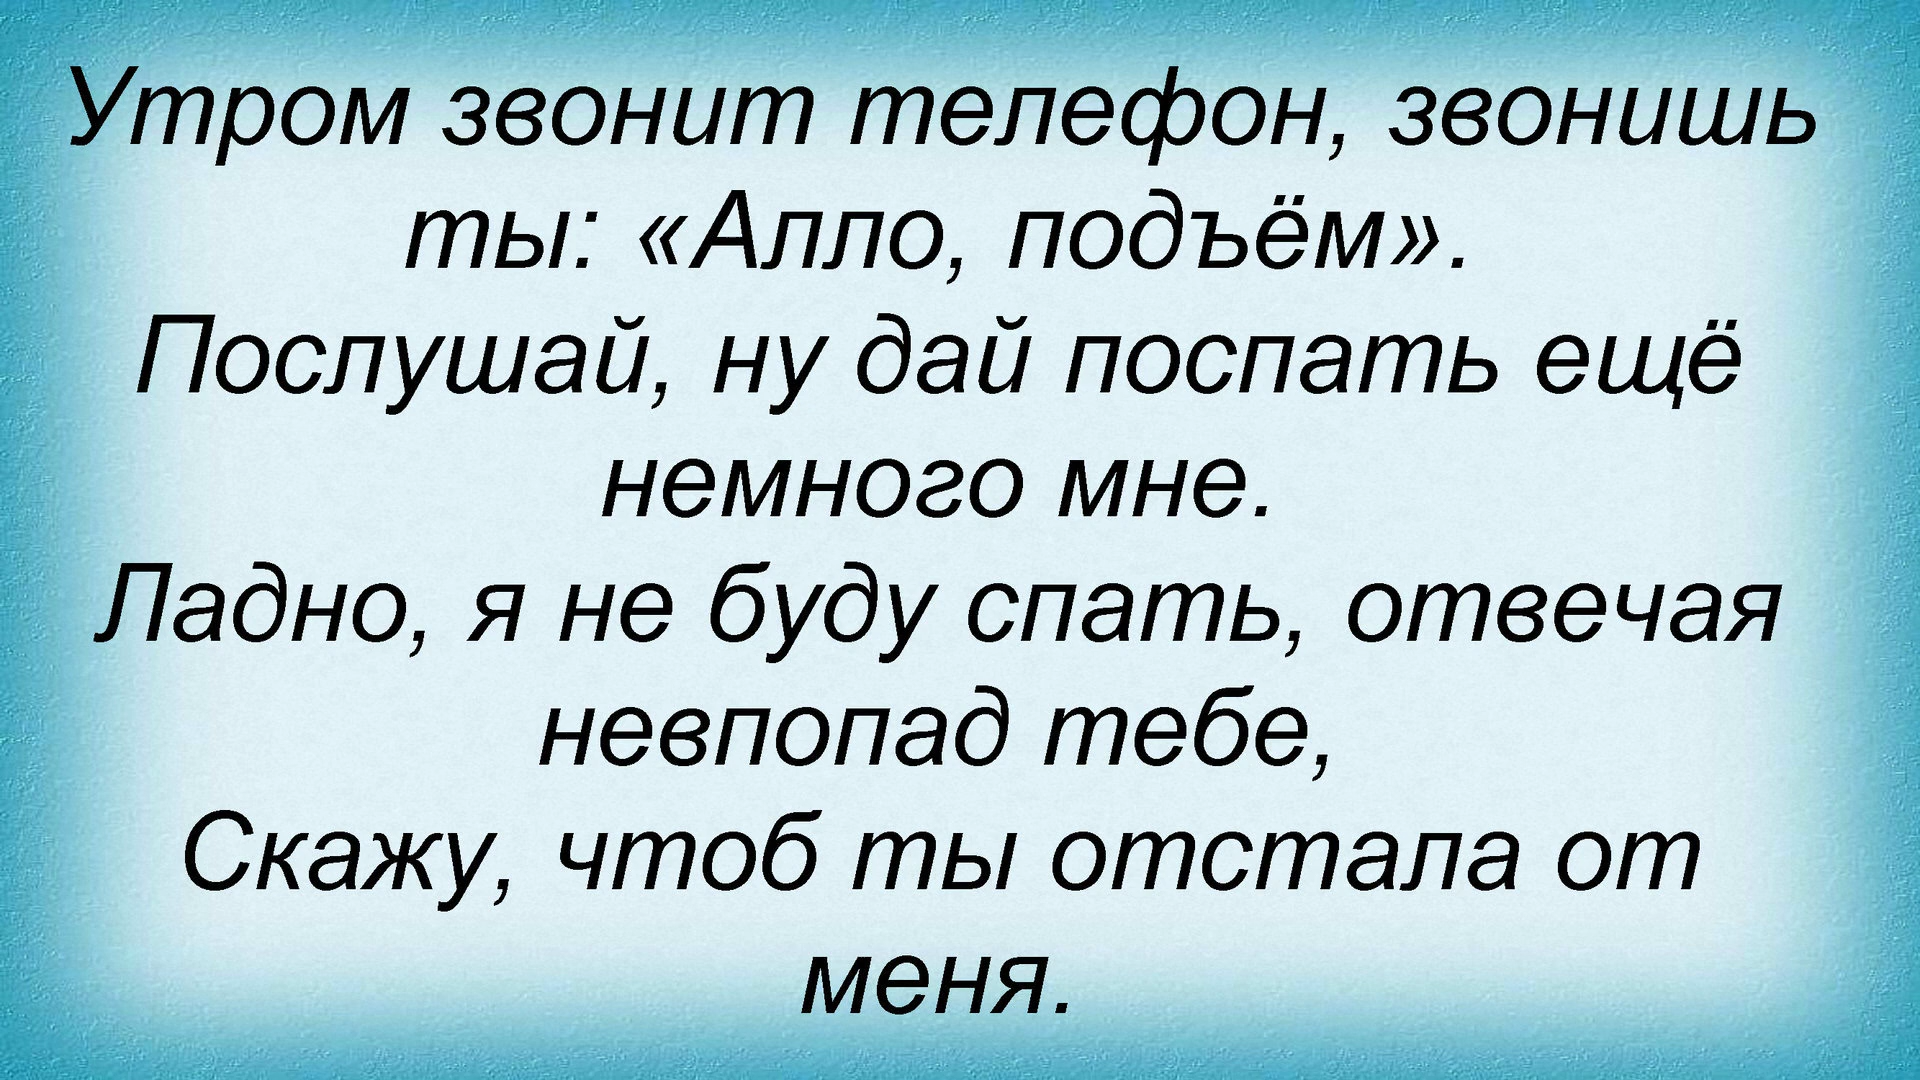 Утром звонит телефон, звонишь
ты: «Алло, подъём».
Послушай, ну дай поспать ещё
немного мне.
Ладно, я не буду спать, отвечая
невпопад тебе,
Скажу, чтоб ты отстала от
меня.